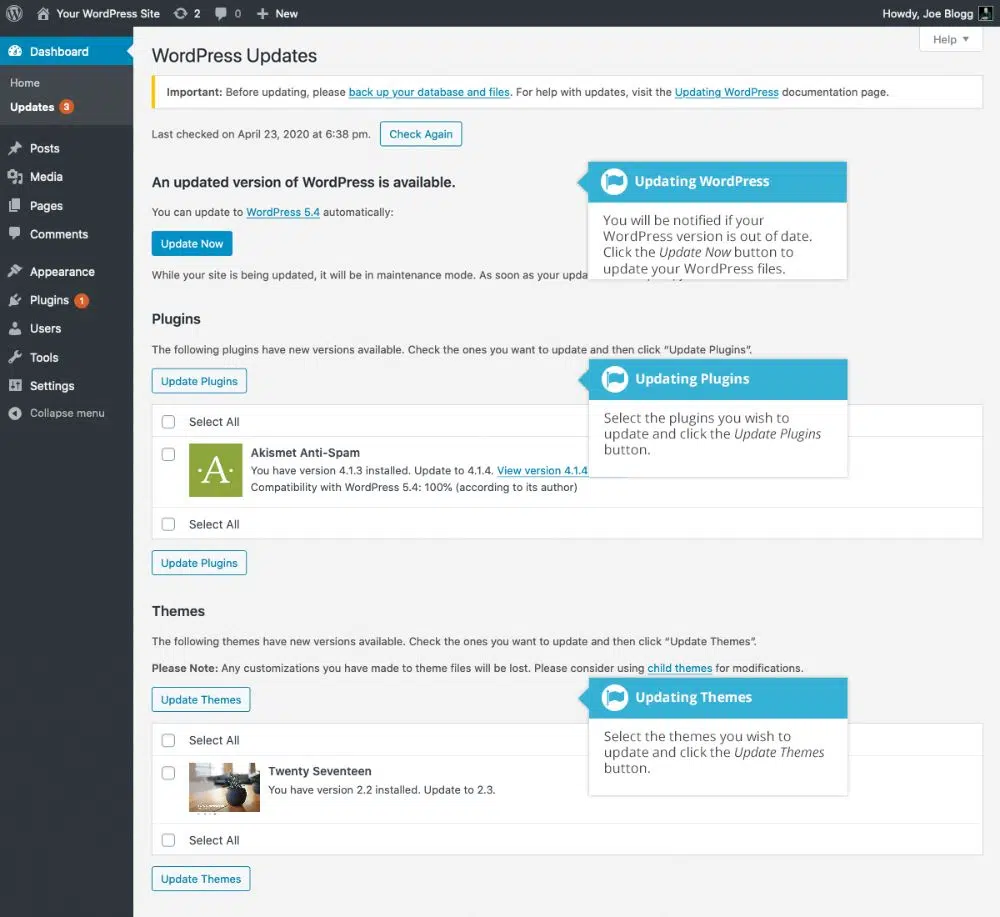 Your WordPress Site 2 0 New Howdy, Joe Blogg
Help
Dashboard
Home
Updates 3
Posts
Media
Pages
Comments
Appearance
Plugins 1
Users
Tools
Settings
Collapse menu
WordPress Updates
Important: Before updating, please back up your database and files. For help with updates, visit the Updating WordPress documentation page.
Last checked on April 23, 2020 at 6:38 pm. Check Again
An updated version of WordPress is available.
You can update to WordPress 5.4 automatically:
Update Now
While your site is being updated, it will be in maintenance mode. As soon as your
Updating WordPress
You will be notified if your
WordPress version is out of date.
Click the Update Now button to
update your WordPress files.
Plugins
The following plugins have new versions available. Check the ones you want to update and then click “Update Plugins”.
Update Plugins
Select All
A
Akismet Anti-Spam
You have version 4.1.3 installed. Update to 4.1.4. View version 4.1.4
Compatibility with WordPress 5.4: 100% (according to its author)
Select All
Update Plugins
Updating Plugins
Select the plugins you wish to
update and click the Update Plugins
button.
Themes
The following themes have new versions available. Check the ones you want to update and then click “Update Themes”.
Please Note: Any customizations you have made to theme files will be lost. Please consider using child themes for modifications.
Update Themes
Select All
Twenty Seventeen
You have version 2.2 installed. Update to 2.3.
Select All
Update Themes
Updating Themes
Select the themes you wish to
update and click the Update Themes
button.